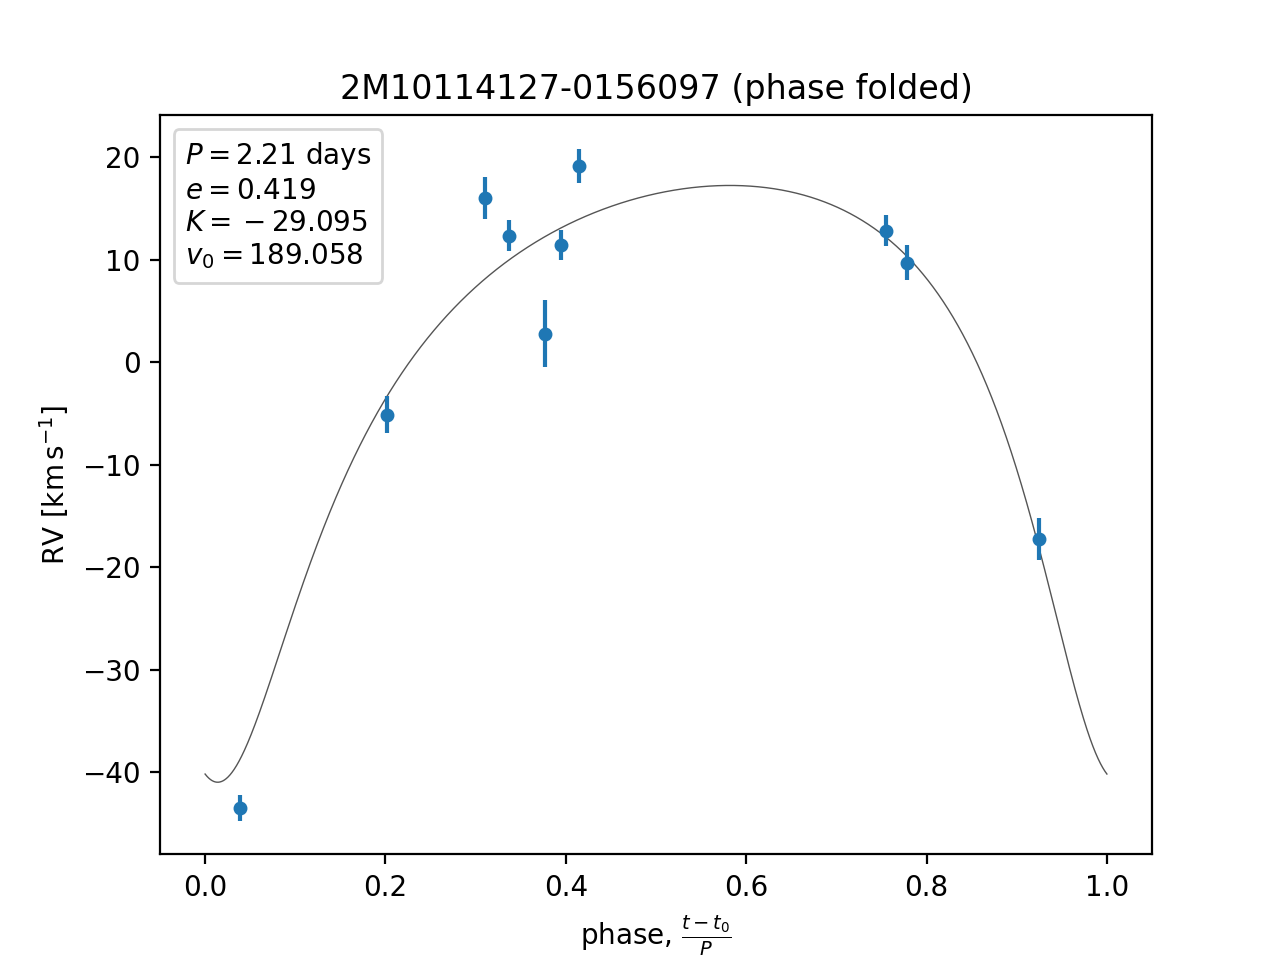 2M10114127-0156097 (phase folded)
P = 2.21 days
e = 0.419
K = −29.095
v₀ = 189.058
20
10
0
−10
−20
−30
−40
RV [km s⁻¹]
0.0 0.2 0.4 0.6 0.8 1.0
phase, (t − t₀)/P